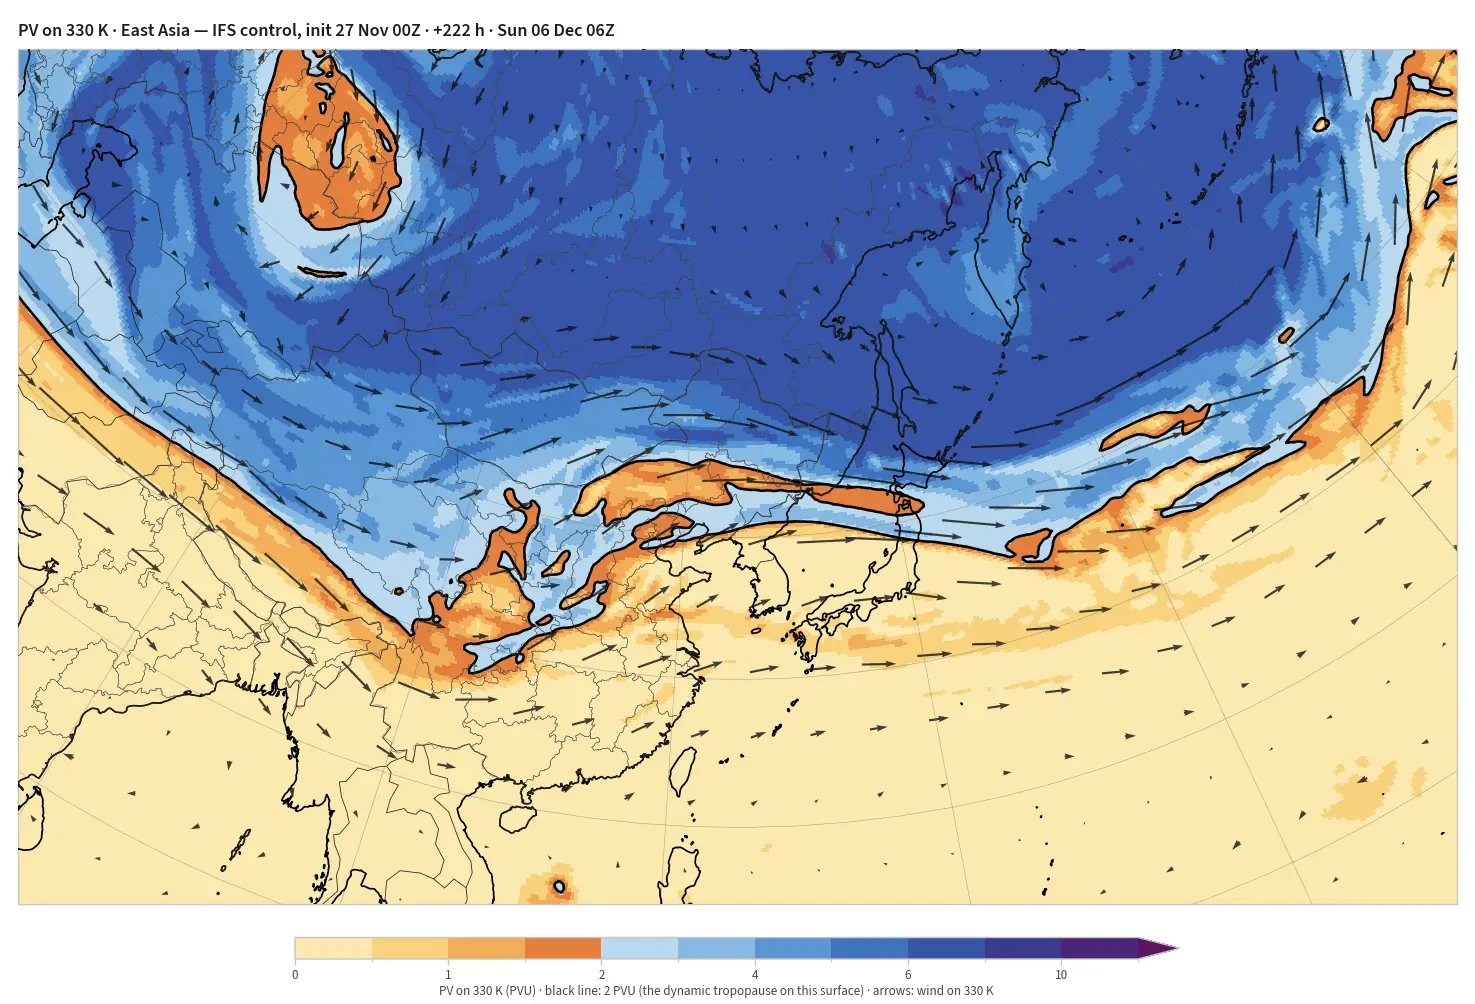 PV on 330 K · East Asia — IFS control, init 27 Nov 00Z · +222 h · Sun 06 Dec 06Z
0 1 2 4 6 10
PV on 330 K (PVU) · black line: 2 PVU (the dynamic tropopause on this surface) · arrows: wind on 330 K